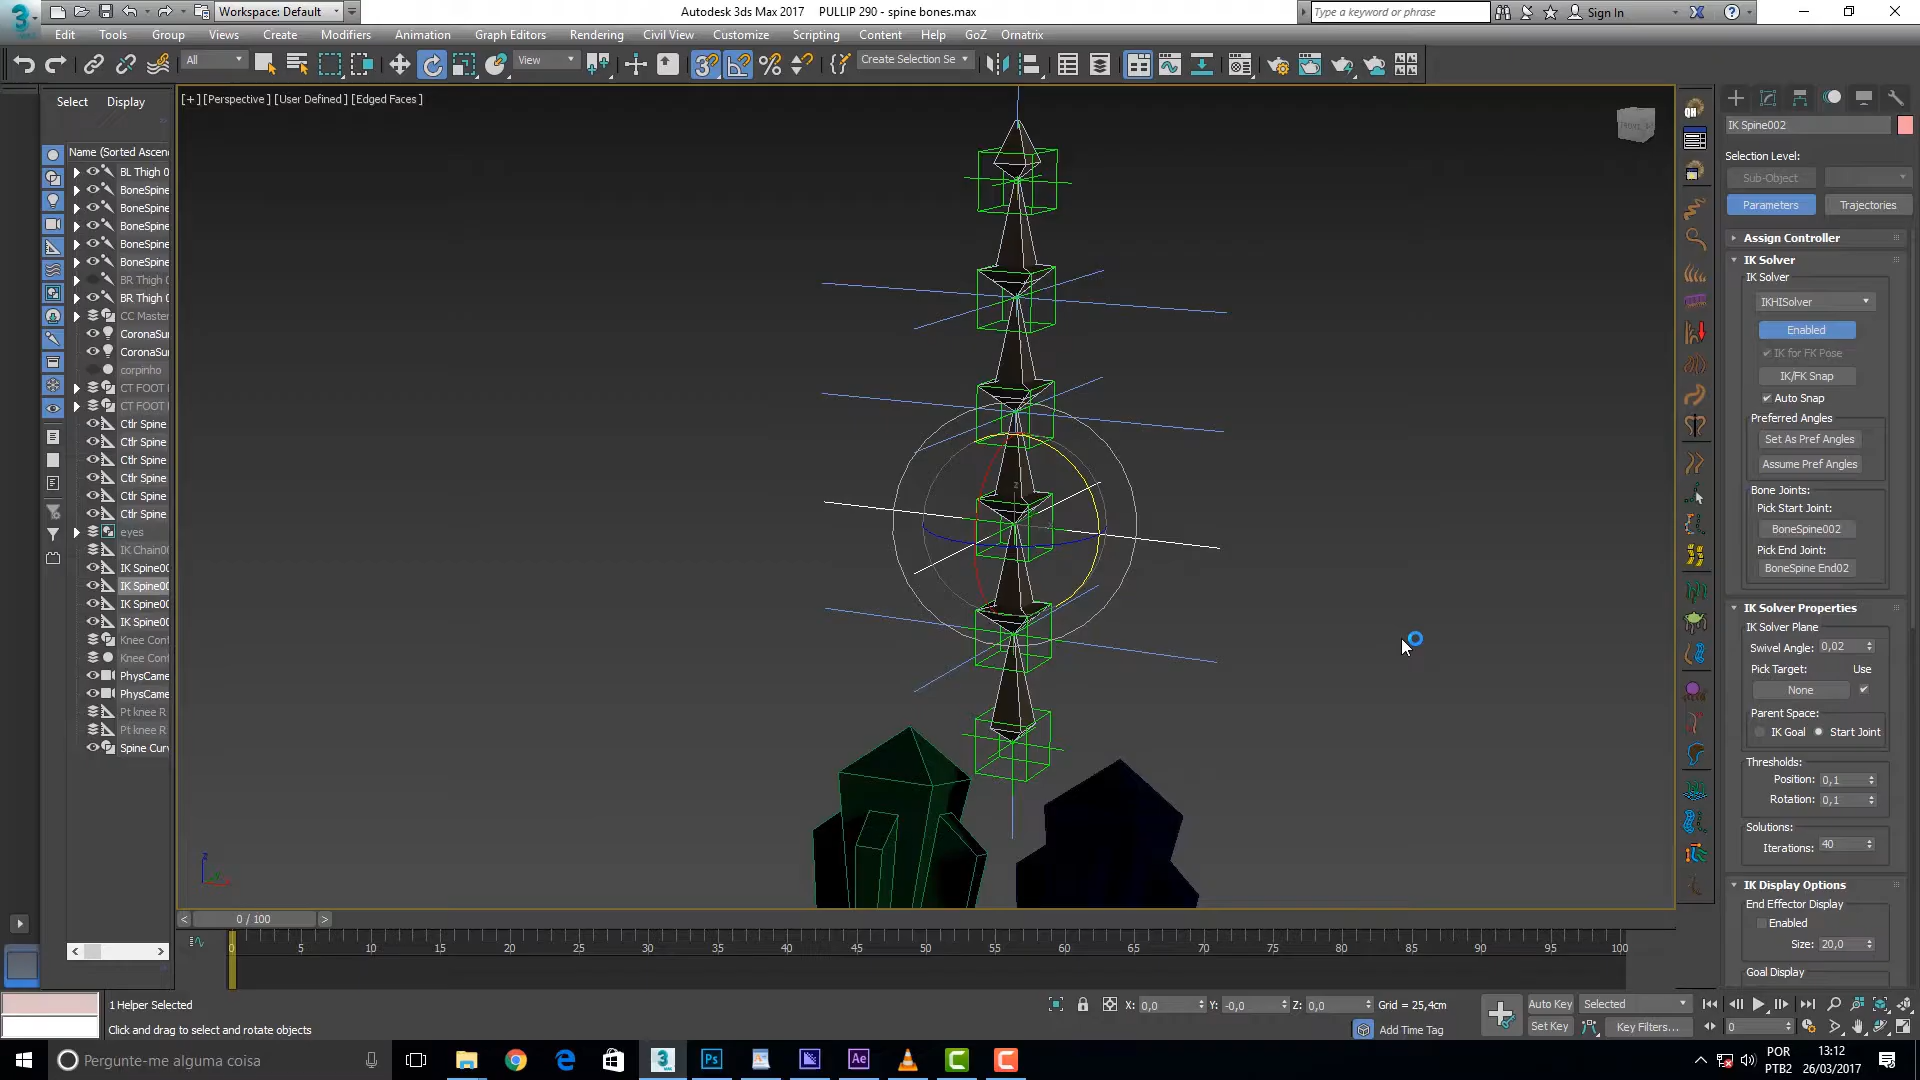 Workspace: Default
Autodesk 3ds Max 2017    PULLIP 290 - spine bones.max
Type a keyword or phrase
Sign In
Edit Tools Group Views Create Modifiers Animation Graph Editors Rendering Civil View Customize Scripting Content Help GoZ Ornatrix
All
View
Create Selection Se
Select Display
[+] [Perspective ] [User Defined ] [Edged Faces ]
Name (Sorted Ascen
BL Thigh 0
BoneSpine
BoneSpine
BoneSpine
BoneSpine
BoneSpine
BR Thigh 0
BR Thigh 0
CC Master
CoronaSun
CoronaSun
corpinho
CT FOOT
CT FOOT
Ctlr Spine
Ctlr Spine
Ctlr Spine
Ctlr Spine
Ctlr Spine
Ctlr Spine
eyes
IK Chain00
IK Spine00
IK Spine00
IK Spine00
IK Spine00
Knee Cont
Knee Cont
PhysCame
PhysCame
Pt knee R
Pt knee R
Spine Curv
IK Spine002
Selection Level:
Sub-Object
Parameters Trajectories
Assign Controller
IK Solver
IK Solver
IKHISolver
Enabled
IK for FK Pose
IK/FK Snap
Auto Snap
Preferred Angles
Set As Pref Angles
Assume Pref Angles
Bone Joints:
Pick Start Joint:
BoneSpine002
Pick End Joint:
BoneSpine End02
IK Solver Properties
IK Solver Plane
Swivel Angle: 0,02
Pick Target: Use
None
Parent Space:
IK Goal Start Joint
Thresholds:
Position: 0,1
Rotation: 0,1
Solutions:
Iterations: 40
IK Display Options
End Effector Display
Enabled
Size: 20,0
Goal Display
0 / 100
0 5 10 15 20 25 30 35 40 45 50 55 60 65 70 75 80 85 90 95 100
1 Helper Selected
Click and drag to select and rotate objects
X: 0,0 Y: -0,0 Z: 0,0 Grid = 25,4cm
Add Time Tag
Auto Key Selected
Set Key Key Filters...
0
Pergunte-me alguma coisa
POR
PTB2
13:12
26/03/2017